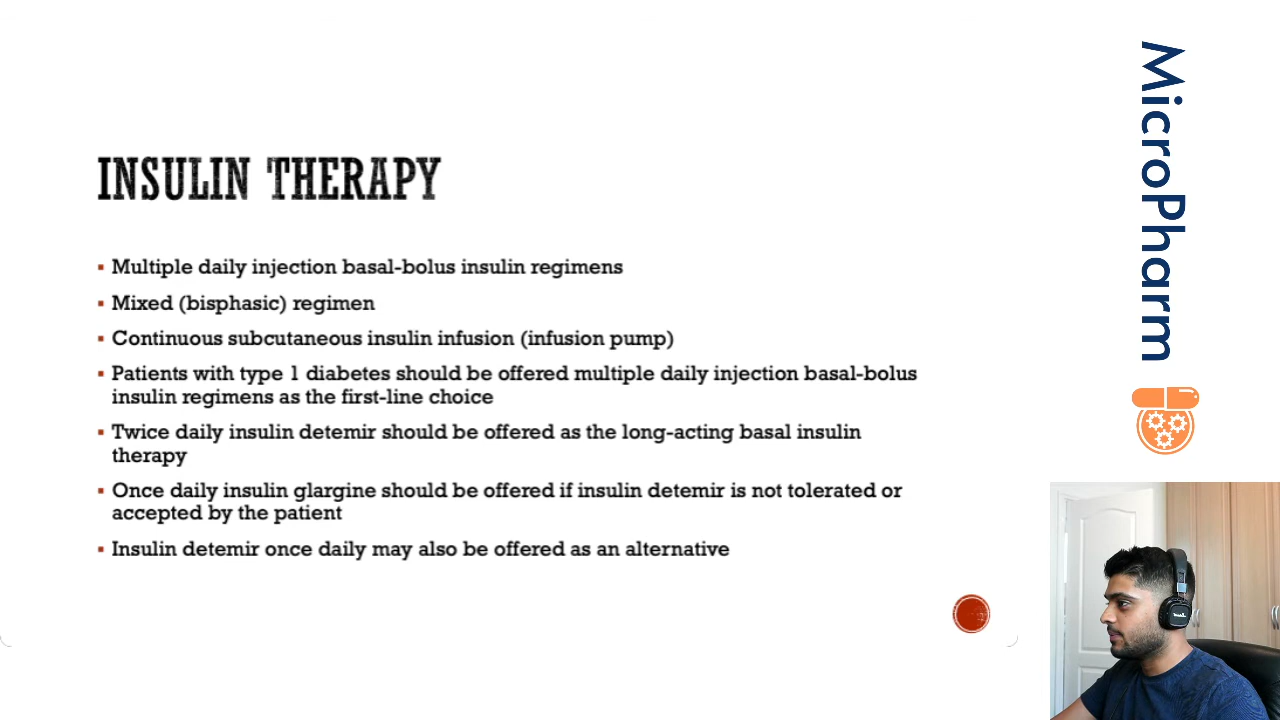 MicroPharm
INSULIN THERAPY
Multiple daily injection basal-bolus insulin regimens
Mixed (bisphasic) regimen
Continuous subcutaneous insulin infusion (infusion pump)
Patients with type 1 diabetes should be offered multiple daily injection basal-bolus
insulin regimens as the first-line choice
Twice daily insulin detemir should be offered as the long-acting basal insulin
therapy
Once daily insulin glargine should be offered if insulin detemir is not tolerated or
accepted by the patient
Insulin detemir once daily may also be offered as an alternative